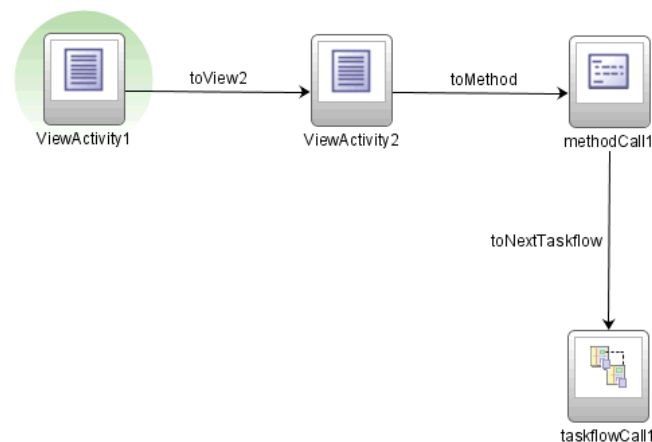 toView2
toMethod
ViewActivity1
ViewActivity2
methodCall1
toNextTaskflow
taskflowCall1